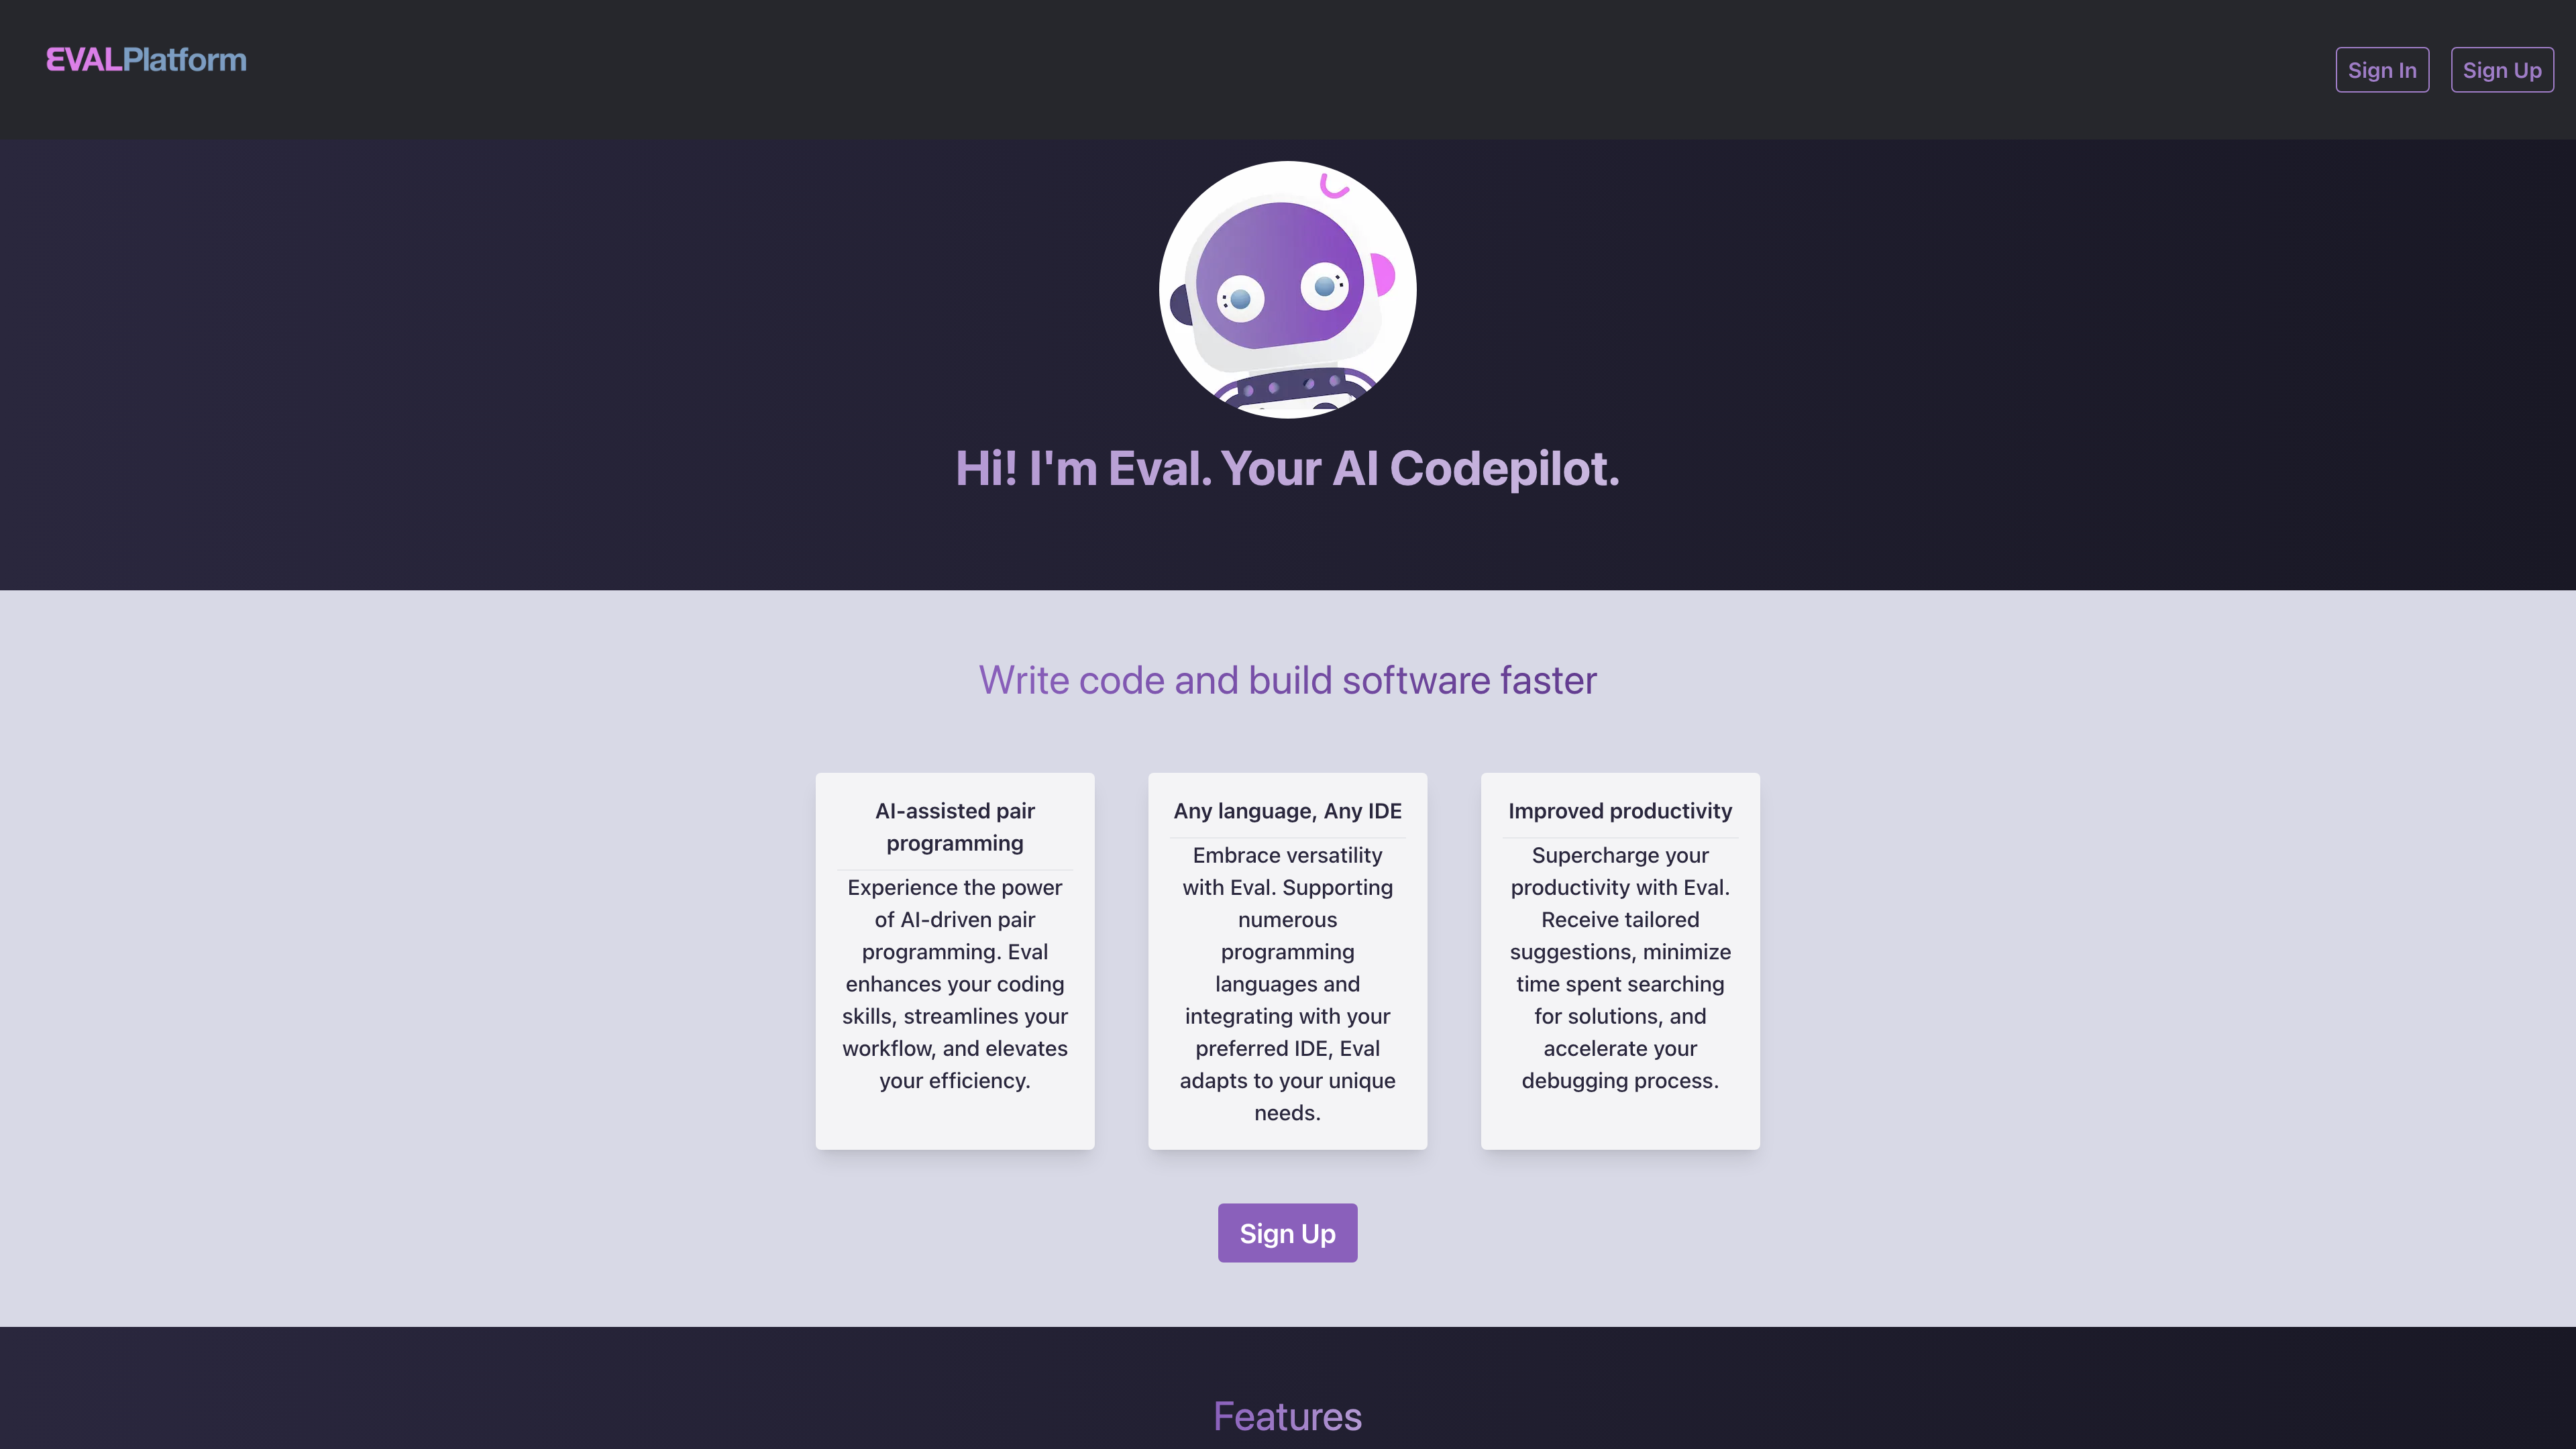 EVALPlatform
Sign In
Sign Up
Hi! I'm Eval. Your AI Codepilot.
Write code and build software faster
AI-assisted pair
programming
Experience the power
of AI-driven pair
programming. Eval
enhances your coding
skills, streamlines your
workflow, and elevates
your efficiency.
Any language, Any IDE
Embrace versatility
with Eval. Supporting
numerous
programming
languages and
integrating with your
preferred IDE, Eval
adapts to your unique
needs.
Improved productivity
Supercharge your
productivity with Eval.
Receive tailored
suggestions, minimize
time spent searching
for solutions, and
accelerate your
debugging process.
Sign Up
Features